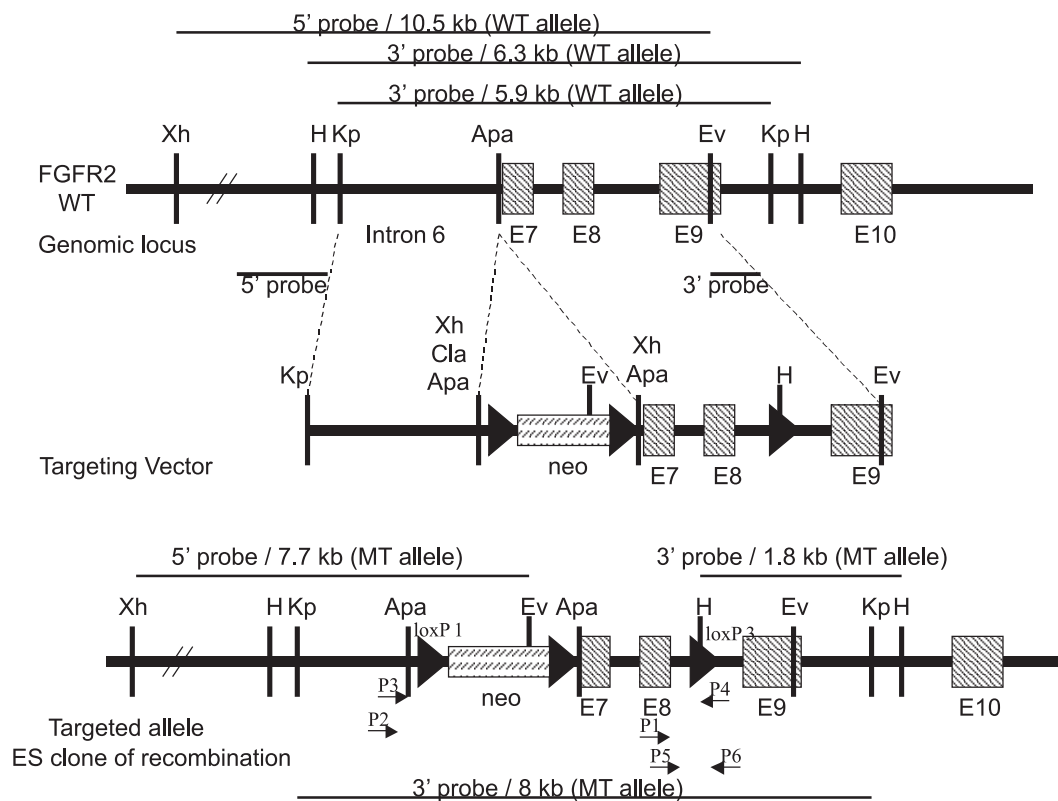 5’ probe / 10.5 kb (WT allele)
3’ probe / 6.3 kb (WT allele)
3’ probe / 5.9 kb (WT allele)
Xh H Kp Apa Ev Kp H
FGFR2
WT
Genomic locus
Intron 6 E7 E8 E9 E10
5’ probe 3’ probe
Xh
Cla
Apa
Xh
Apa
Kp Ev H Ev
neo E7 E8 E9
Targeting Vector
5’ probe / 7.7 kb (MT allele) 3’ probe / 1.8 kb (MT allele)
Xh H Kp Apa Ev Apa H Ev Kp H
loxP 1 loxP 3
P3 neo E7 E8 P4 E9 E10
P2 P1
P5 P6
Targeted allele
ES clone of recombination
3’ probe / 8 kb (MT allele)